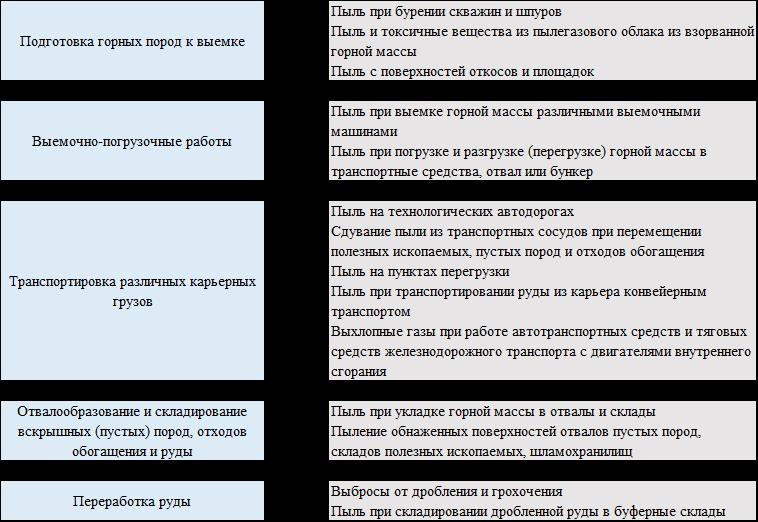 Подготовка горных пород к выемке
Пыль при бурении скважин и шпуров
Пыль и токсичные вещества из пылегазового облака из взорванной
горной массы
Пыль с поверхностей откосов и площадок
Выемочно-погрузочные работы
Пыль при выемке горной массы различными выемочными
машинами
Пыль при погрузке и разгрузке (перегрузке) горной массы в
транспортные средства, отвал или бункер
Транспортировка различных карьерных
грузов
Пыль на технологических автодорогах
Сдувание пыли из транспортных сосудов при перемещении
полезных ископаемых, пустых пород и отходов обогащения
Пыль на пунктах перегрузки
Пыль при транспортировании руды из карьера конвейерным
транспортом
Выхлопные газы при работе автотранспортных средств и тяговых
средств железнодорожного транспорта с двигателями внутреннего
сгорания
Отвалообразование и складирование
вскрышных (пустых) пород, отходов
обогащения и руды
Пыль при укладке горной массы в отвалы и склады
Пыление обнаженных поверхностей отвалов пустых пород,
складов полезных ископаемых, шламохранилищ
Переработка руды
Выбросы от дробления и грохочения
Пыль при складировании дробленной руды в буферные склады